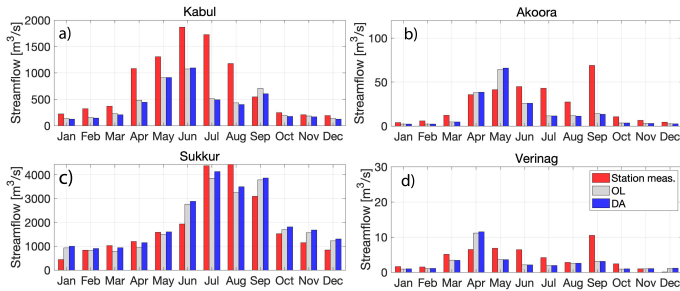 Kabul
a)
Streamflow [m³/s]
2000
1500
1000
500
0
Jan Feb Mar Apr May Jun Jul Aug Sep Oct Nov Dec
Akoora
b)
Streamflow [m³/s]
100
50
0
Jan Feb Mar Apr May Jun Jul Aug Sep Oct Nov Dec
Sukkur
c)
Streamflow [m³/s]
4000
3000
2000
1000
0
Jan Feb Mar Apr May Jun Jul Aug Sep Oct Nov Dec
Verinag
d)
Streamflow [m³/s]
30
20
10
0
Jan Feb Mar Apr May Jun Jul Aug Sep Oct Nov Dec
Station meas.
OL
DA